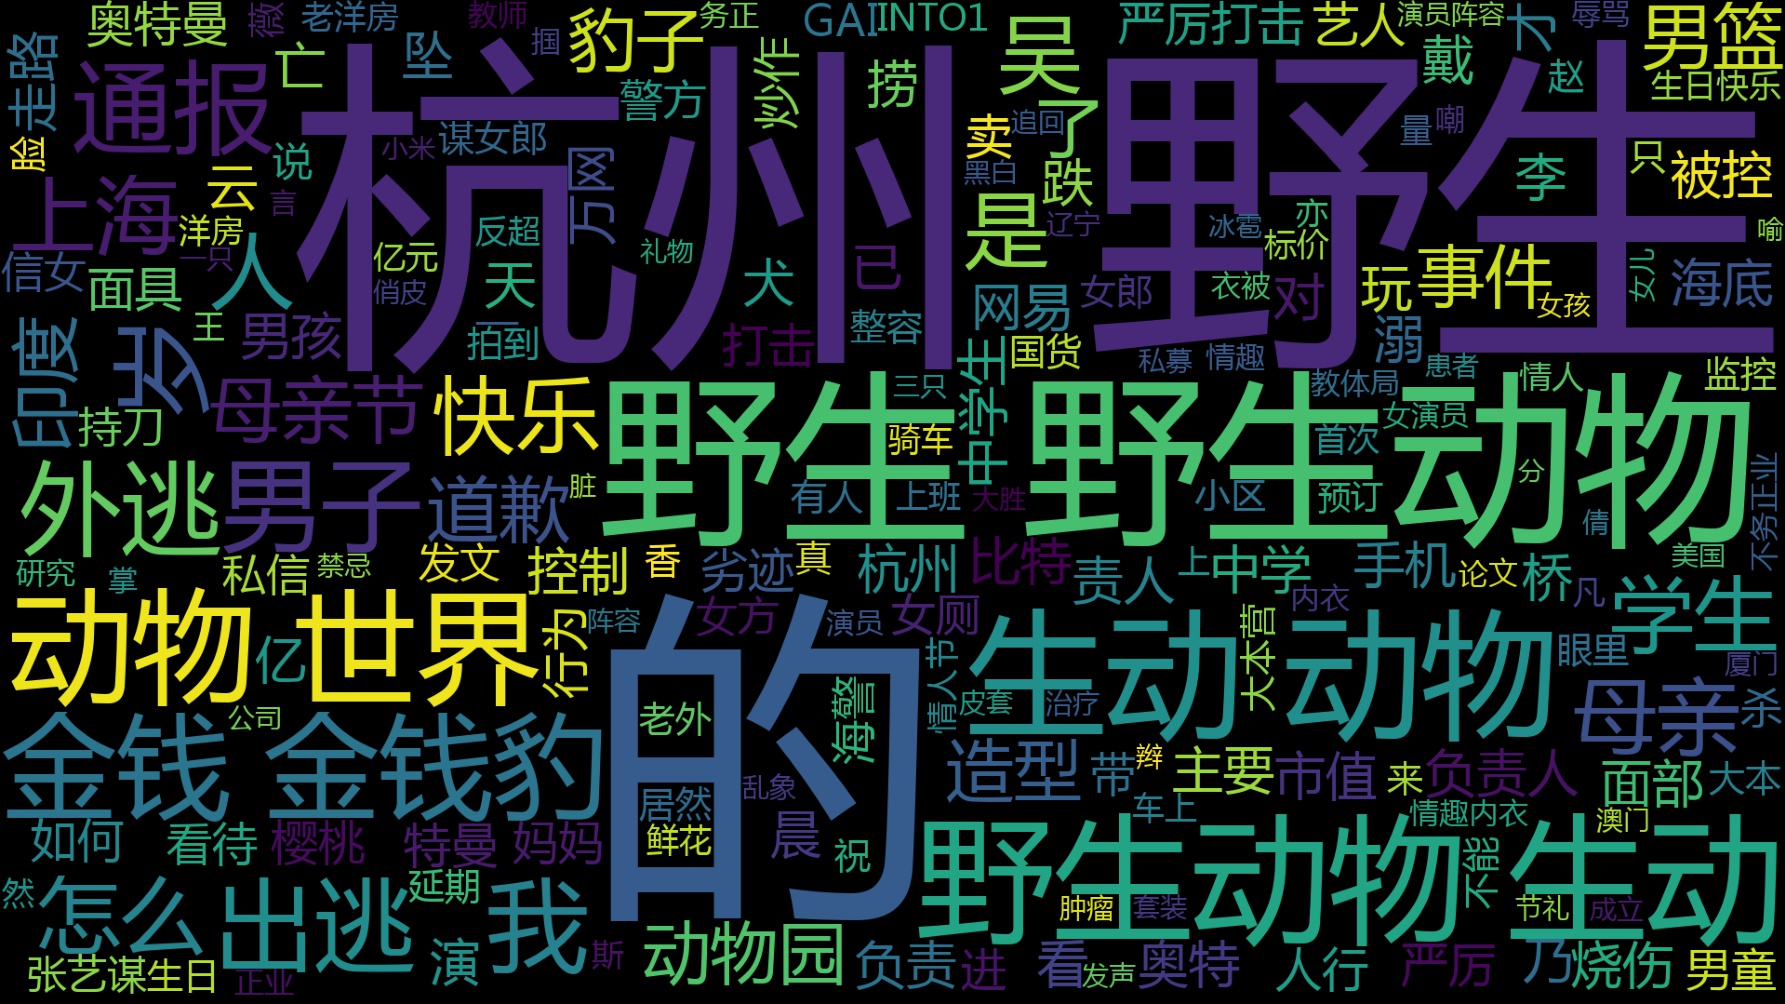 奥特曼
薇
老洋房
教师
掴
务正
GAI
INTO1
严厉打击
艺人
演员阵容
才
辱骂
男篮
走路
通报
亡
坠
豹子
警方
炒作
捞
吴
了
戴
赵
生日快乐
杭州
野生
脸
云
说
小米
谋女郎
万网
卖
追回
量
嘲
只
被控
上海
洋房
言
黑白
跌
李
信女
面具
人
一只
亿元
俏皮
反超
天
礼物
犬
已
是
辽宁
冰雹
亦
标价
事件
喻
海底
印度
岁
王
男孩
一
拍到
打击
整容
网易
女郎
衣被
对
玩
女孩
女儿
溺
国货
私募
情趣
患者
监控
母亲节
快乐
野生
三只
骑车
中学生
野生动物
教体局
情人
女演员
首次
持刀
外逃
男子
道歉
脏
有人
上班
大胜
小区
预订
分
倩
不务正业
研究
掌
私信
禁忌
发文
控制
香
劣迹
真
杭州
比特
责人
上
中学
手机
论文
桥
美国
动物世界
亿
行为
阵容
女方
演员
女厕
内衣
凡
学生
的
生动
动物
大本营
情人节
眼里
厦门
金钱
公司
金钱豹
老外
海警
皮套
治疗
母亲
杀
居然
乱象
造型
带
辫
主要
市值
来
负责人
面部
大本
如何
看待
樱桃
特曼
妈妈
鲜花
晨
祝
车上
情趣内衣
澳门
然
怎么
出逃
延期
我
野生动物
生动
不能
肿瘤
套装
节礼
成立
张艺谋
生日
正业
演
斯
动物园
负责
进
看
发声
奥特
人行
严厉
乃
烧伤
男童